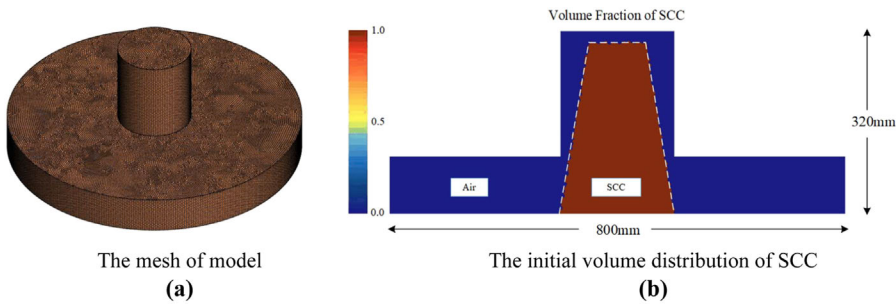 Volume Fraction of SCC
1.0
0.5
0.0
Air
SCC
320mm
800mm
The mesh of model
(a)
The initial volume distribution of SCC
(b)